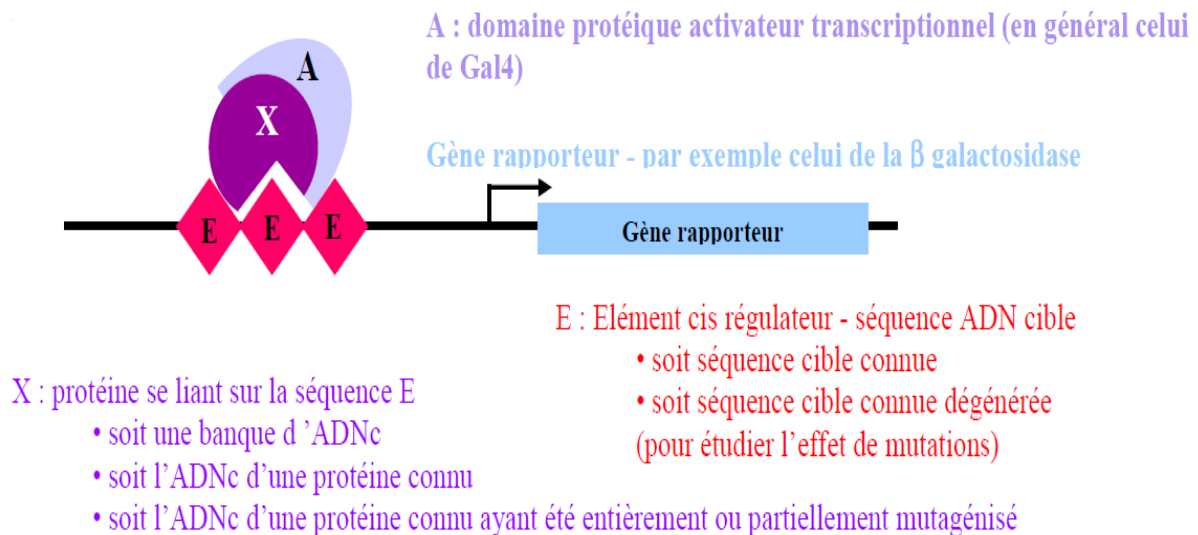 A : domaine protéique activateur transcriptionnel (en général celui
de Gal4)
A
X
Gène rapporteur - par exemple celui de la β galactosidase
E E E
Gène rapporteur
E : Elément cis régulateur - séquence ADN cible
• soit séquence cible connue
• soit séquence cible connue dégénérée
(pour étudier l’effet de mutations)
X : protéine se liant sur la séquence E
• soit une banque d ’ADNc
• soit l’ADNc d’une protéine connu
• soit l’ADNc d’une protéine connu ayant été entièrement ou partiellement mutagénisé